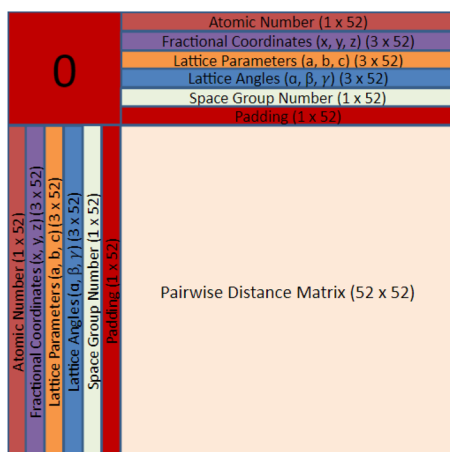 0
Atomic Number (1 x 52)
Fractional Coordinates (x, y, z) (3 x 52)
Lattice Parameters (a, b, c) (3 x 52)
Lattice Angles (α, β, γ) (3 x 52)
Space Group Number (1 x 52)
Padding (1 x 52)
Atomic Number (1 x 52)
Fractional Coordinates (x, y, z) (3 x 52)
Lattice Parameters (a, b, c) (3 x 52)
Lattice Angles (α, β, γ) (3 x 52)
Space Group Number (1 x 52)
Padding (1 x 52)
Pairwise Distance Matrix (52 x 52)